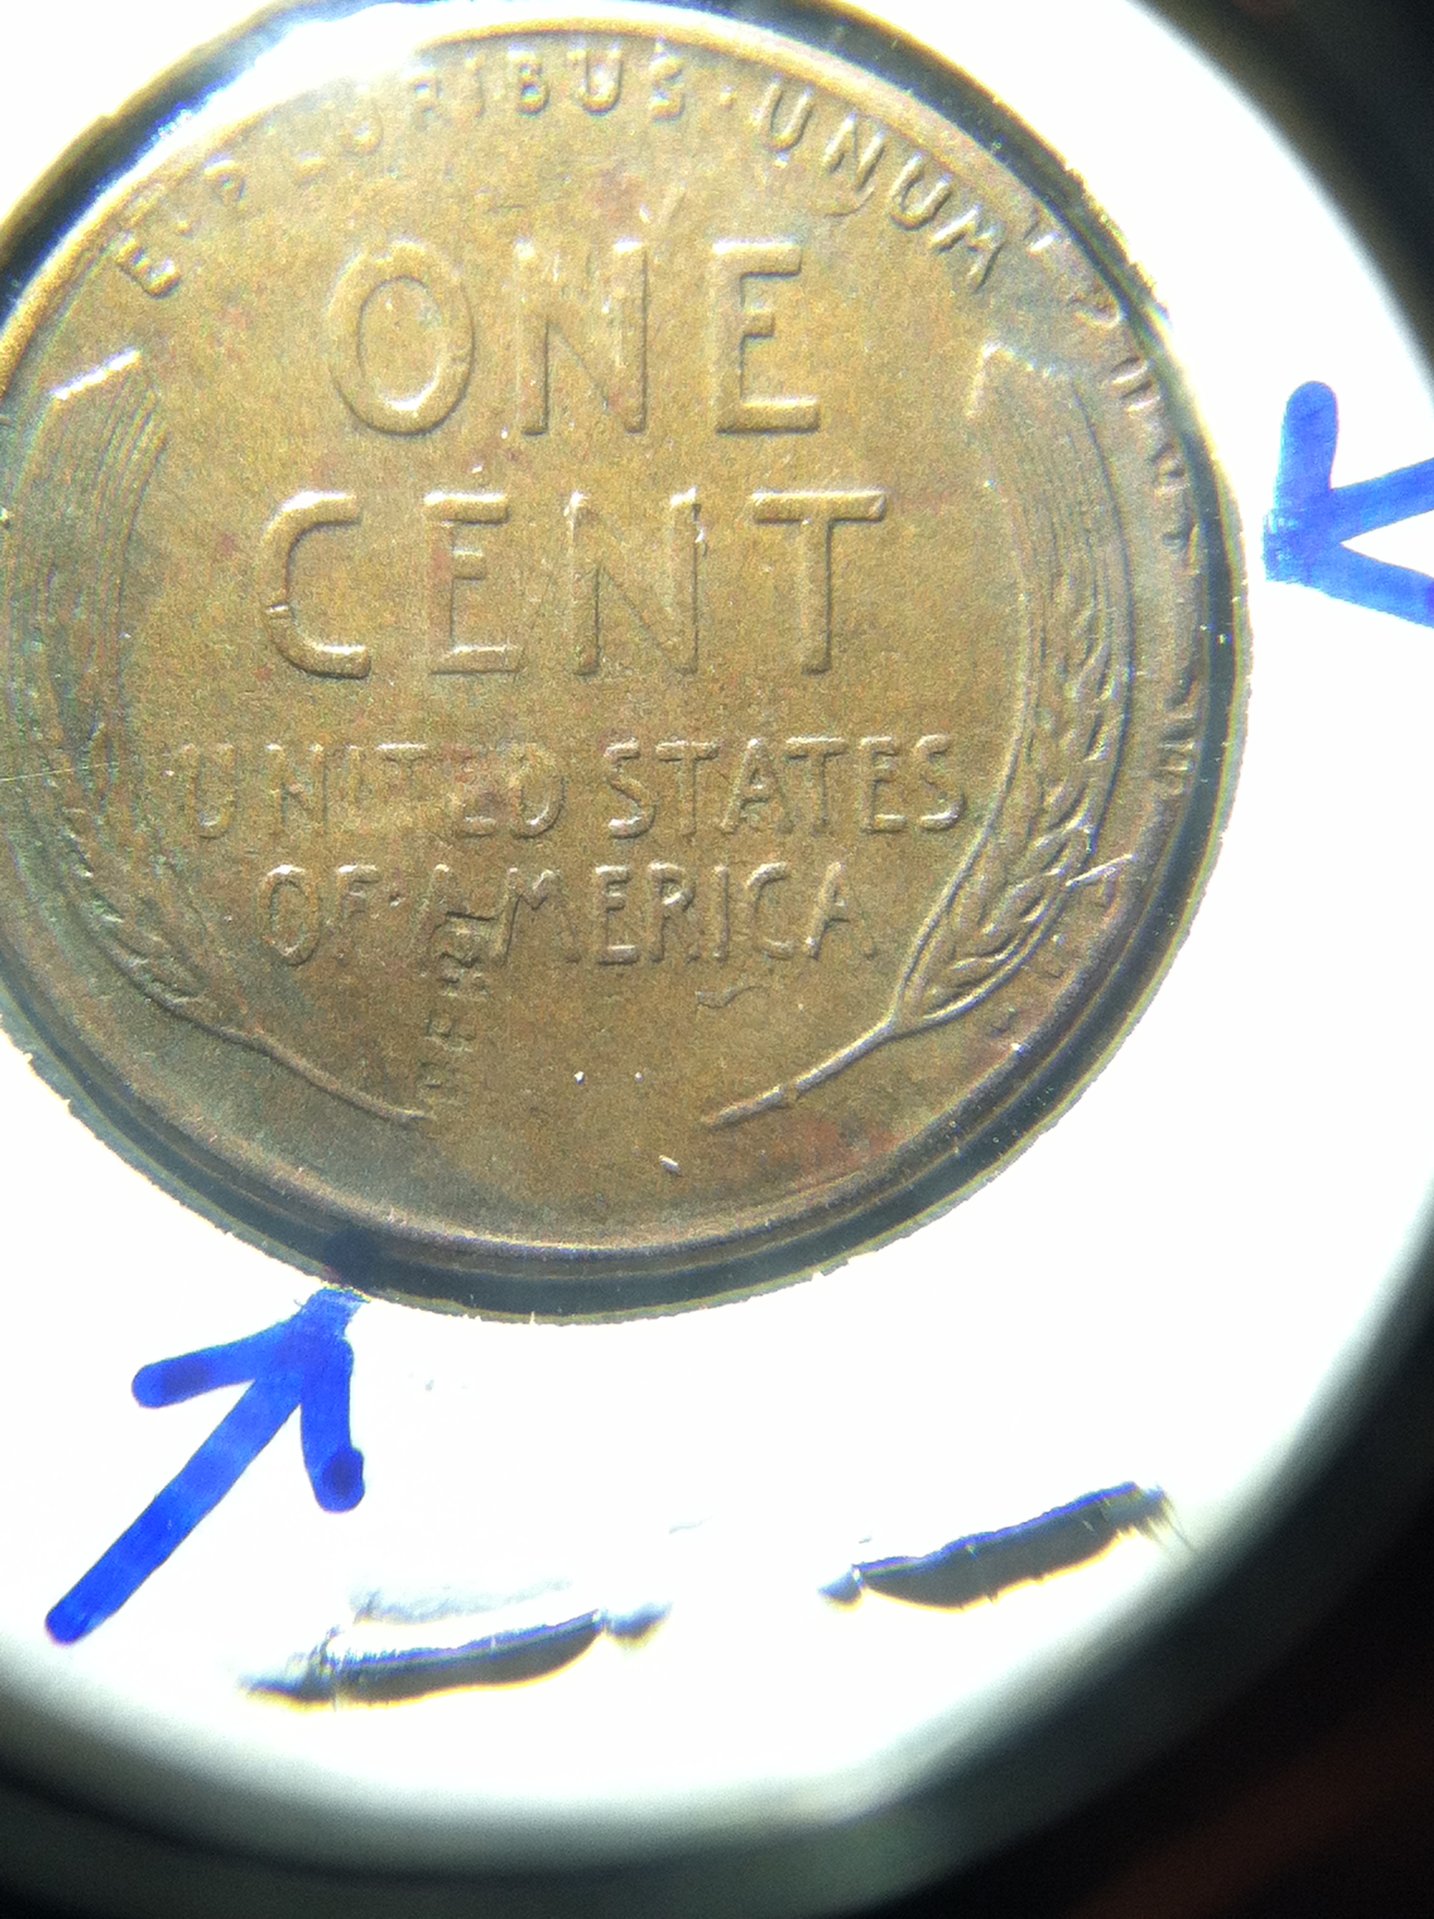 E·PLURIBUS·UNUM
ONE
CENT
UNITED STATES
OF·AMERICA